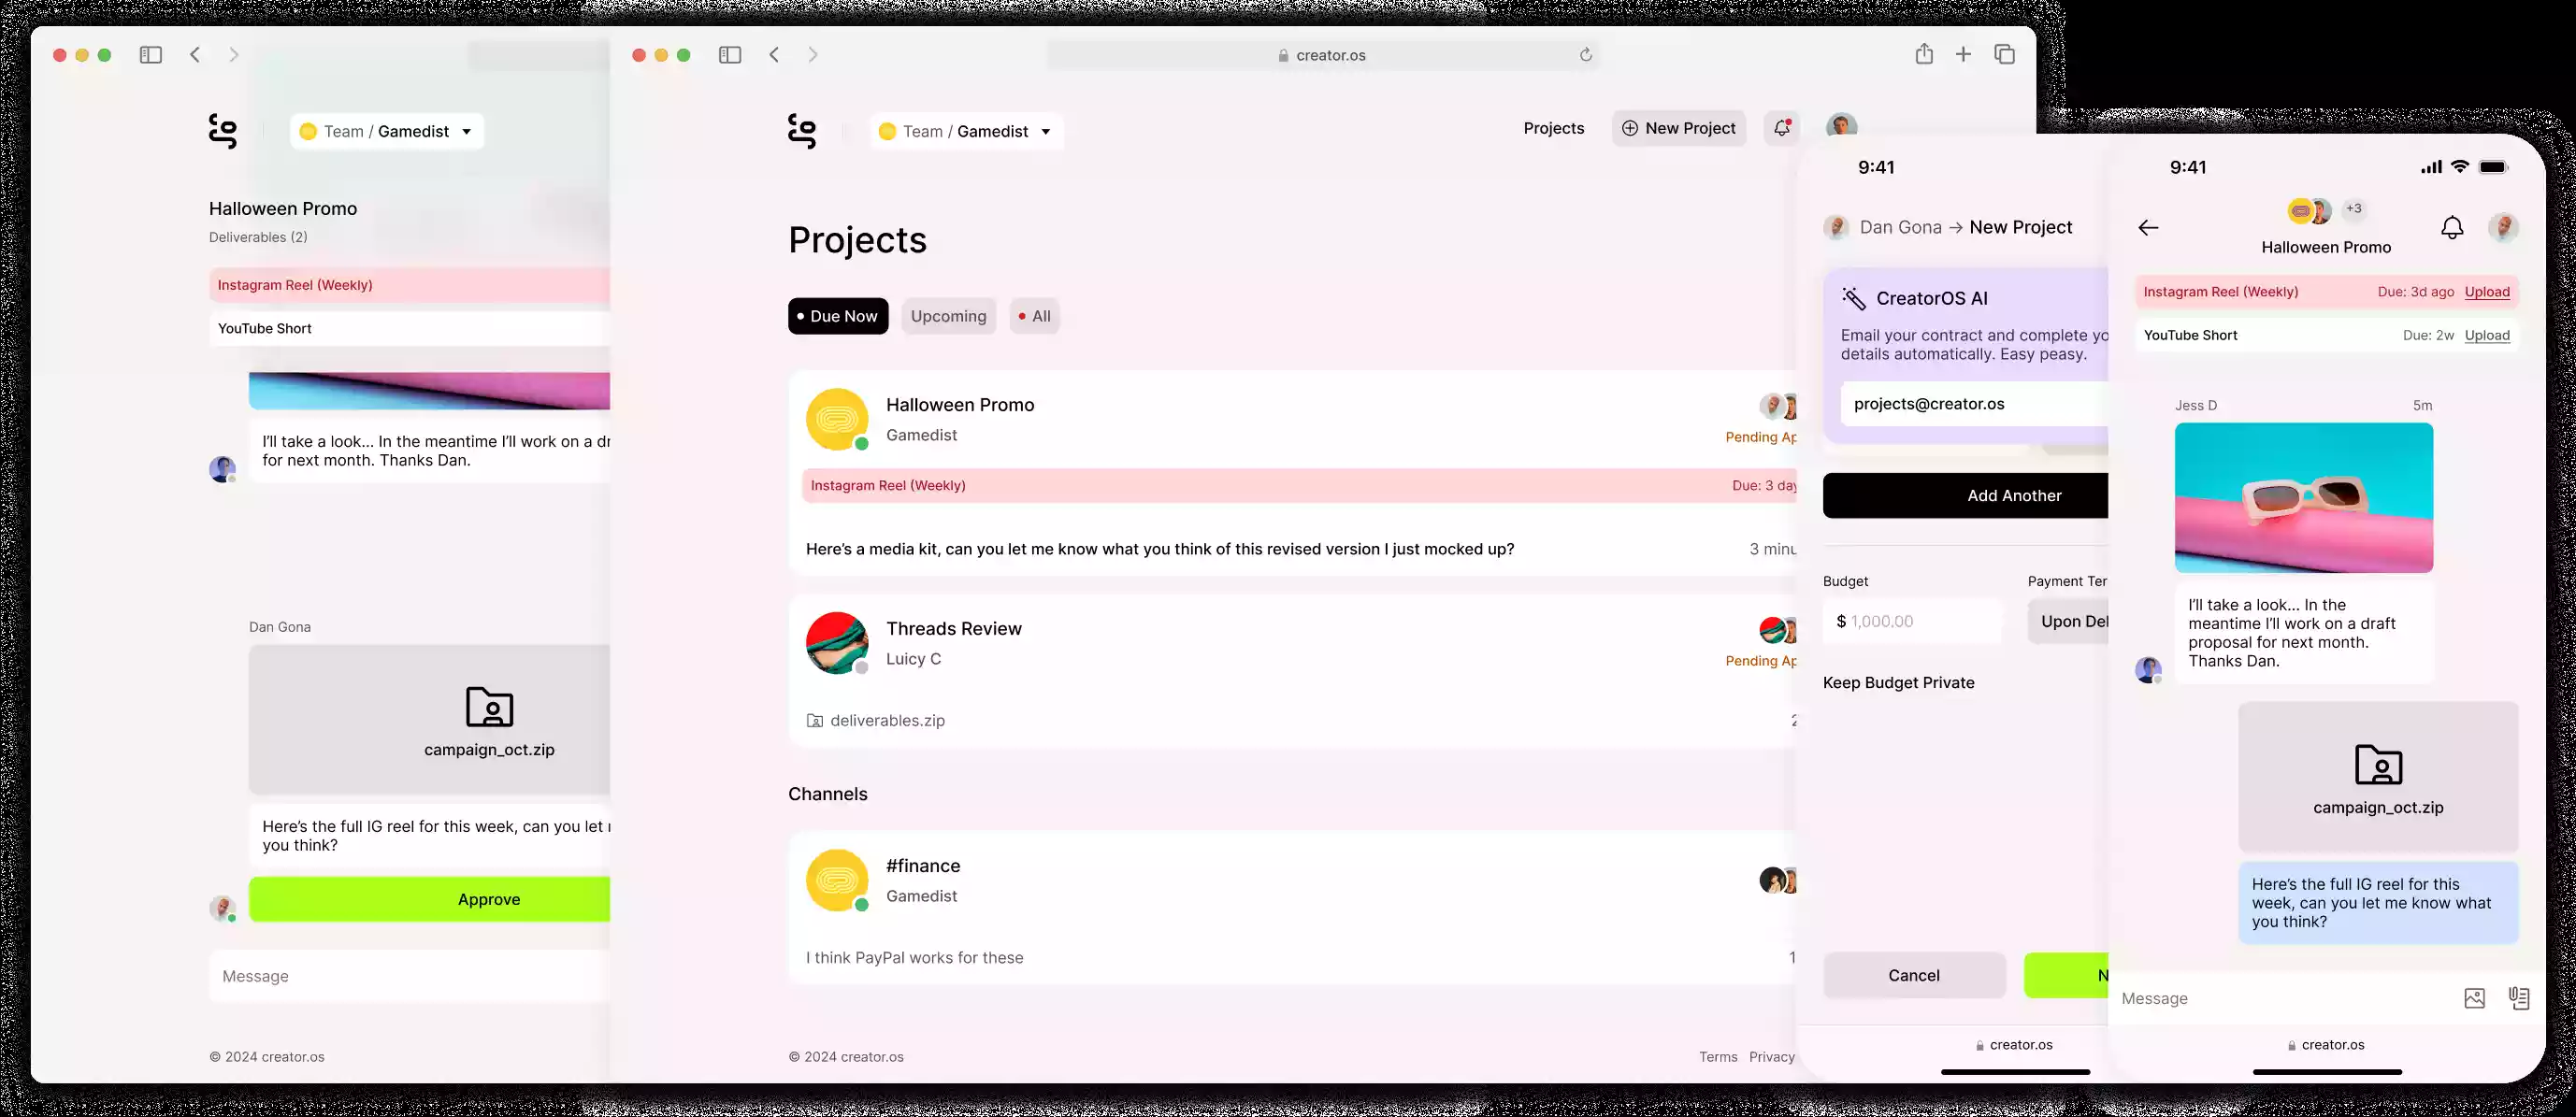 Team / Gamedist
Halloween Promo
Deliverables (2)
Instagram Reel (Weekly)
YouTube Short
I'll take a look... In the meantime I'll work on a
for next month. Thanks Dan.
Dan Gona
campaign_oct.zip
Here's the full IG reel for this week, can you let
you think?
Approve
Message
© 2024 creator.os
creator.os
Team / Gamedist
Projects
New Project
Projects
Due Now
Upcoming
All
Halloween Promo
Gamedist
Pending
Instagram Reel (Weekly)
Due: 3
Here's a media kit, can you let me know what you think of this revised version I just mocked up?
3
Threads Review
Luicy C
Pending
deliverables.zip
Channels
#finance
Gamedist
I think PayPal works for these
1
© 2024 creator.os
Terms Privacy
9:41
Dan Gona → New Project
CreatorOS AI
Email your contract and complete
details automatically. Easy peasy.
projects@creator.os
Add Another
Budget
Payment
$ 1,000.00
Upon
Keep Budget Private
Cancel
creator.os
9:41
+3
Halloween Promo
Instagram Reel (Weekly) Due: 3d ago Upload
YouTube Short Due: 2w Upload
Jess D 5m
I'll take a look... In the
meantime I'll work on a draft
proposal for next month.
Thanks Dan.
campaign_oct.zip
Here's the full IG reel for this
week, can you let me know what
you think?
Message
creator.os